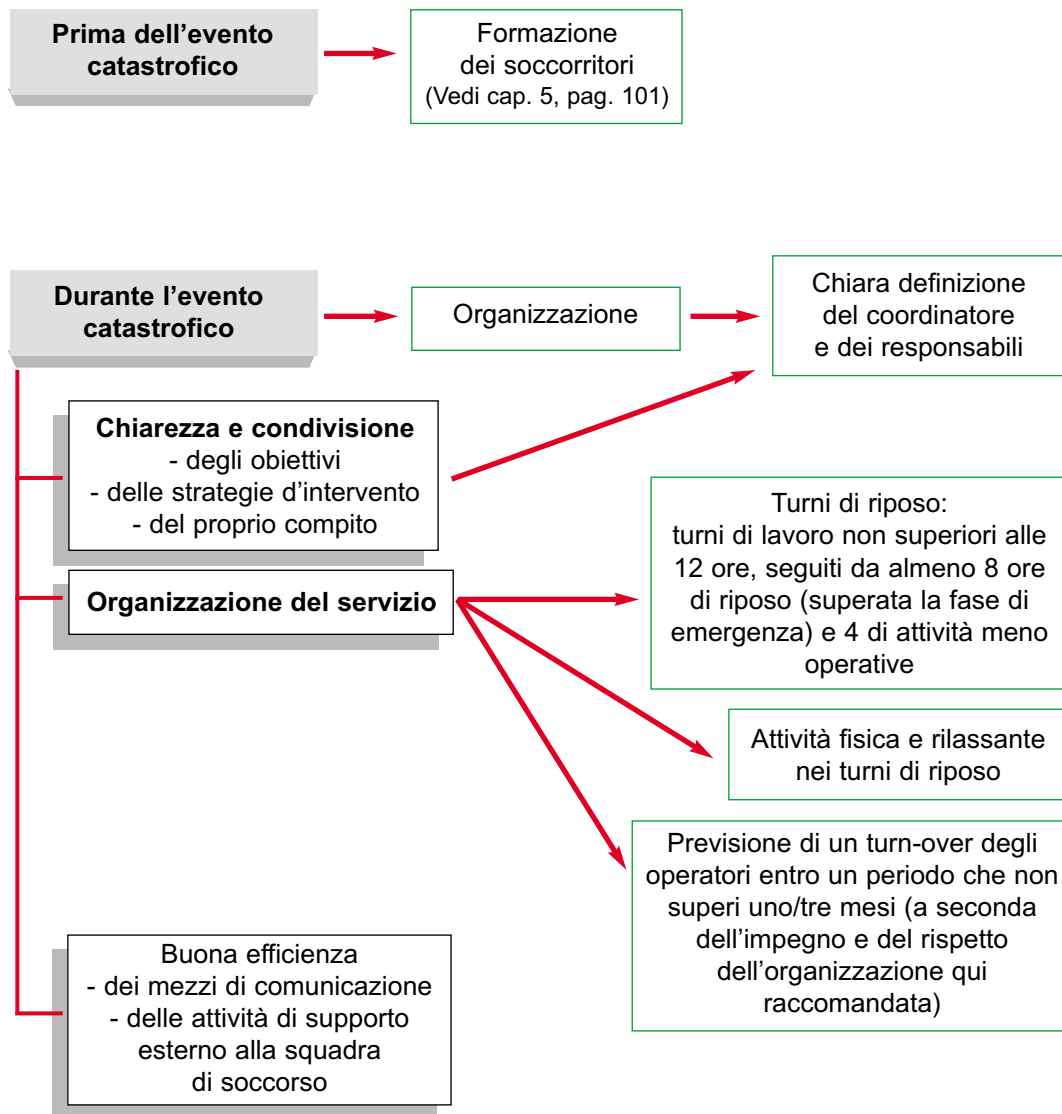 Prima dell'evento
catastrofico
Formazione
dei soccorritori
(Vedi cap. 5, pag. 101)
Durante l'evento
catastrofico
Organizzazione
Chiara definizione
del coordinatore
e dei responsabili
Chiarezza e condivisione
- degli obiettivi
- delle strategie d'intervento
- del proprio compito
Organizzazione del servizio
Turni di riposo:
turni di lavoro non superiori alle
12 ore, seguiti da almeno 8 ore
di riposo (superata la fase di
emergenza) e 4 di attività meno
operative
Attività fisica e rilassante
nei turni di riposo
Previsione di un turn-over degli
operatori entro un periodo che non
superi uno/tre mesi (a seconda
dell'impegno e del rispetto
dell'organizzazione qui
raccomandata)
Buona efficienza
- dei mezzi di comunicazione
- delle attività di supporto
esterno alla squadra
di soccorso